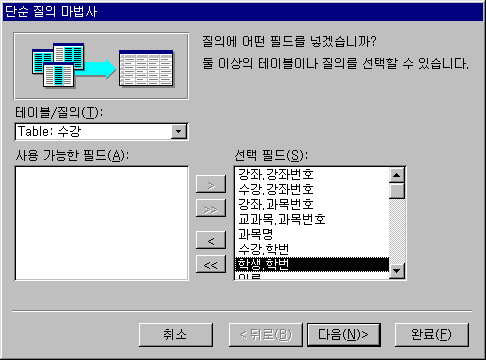 단순 질의 마법사
질의에 어떤 필드를 넣겠습니까?
둘 이상의 테이블이나 질의를 선택할 수 있습니다.
테이블/질의(T):
Table: 수강
사용 가능한 필드(A):
선택 필드(S):
강좌.강좌번호
수강.강좌번호
강좌.과목번호
교과목.과목번호
과목명
수강.학번
학생.학번
>
>>
<
<<
취소
< 뒤로(B)
다음(N)>
완료(F)